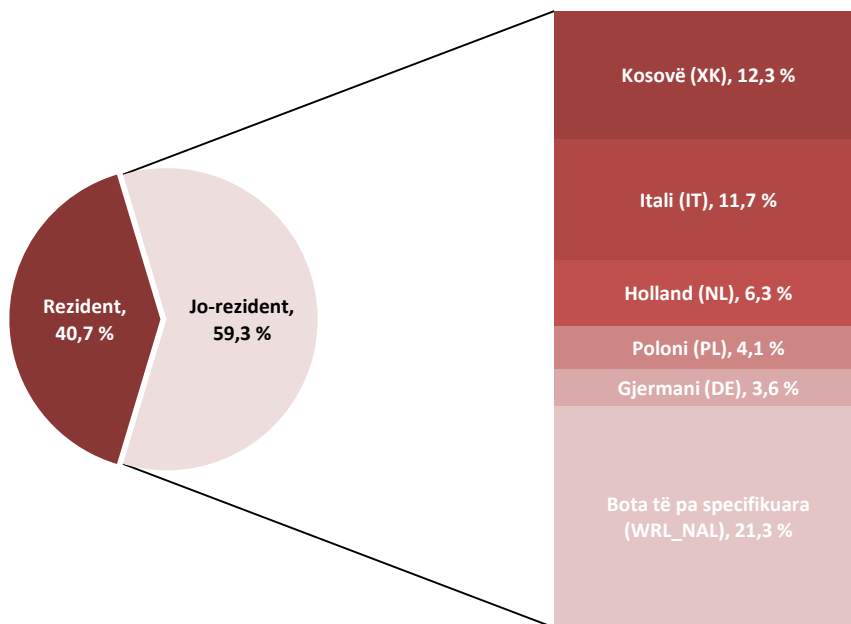 Rezident,
40,7 %
Jo-rezident,
59,3 %
Kosovë (XK), 12,3 %
Itali (IT), 11,7 %
Holland (NL), 6,3 %
Poloni (PL), 4,1 %
Gjermani (DE), 3,6 %
Bota të pa specifikuara
(WRL_NAL), 21,3 %